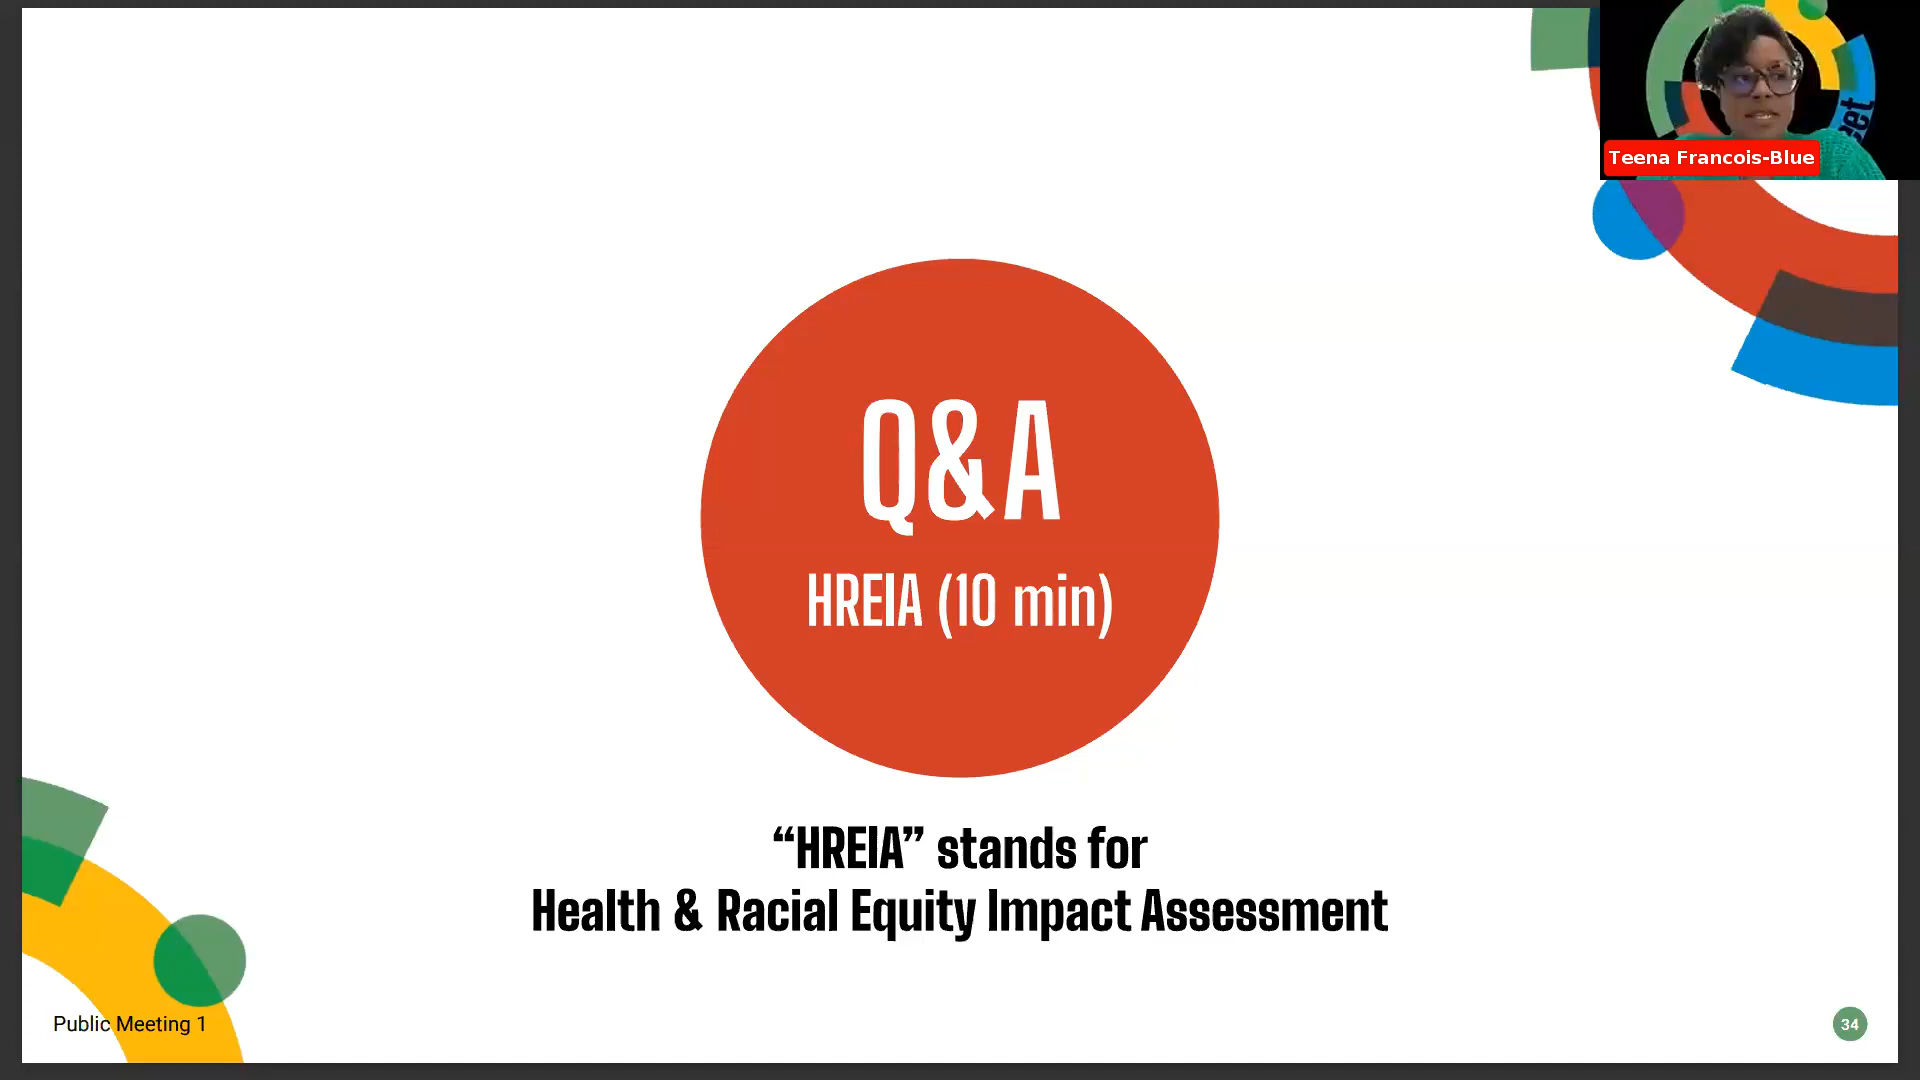 Teena Francois-Blue
Q&A
HREIA (10 min)
“HREIA” stands for
Health & Racial Equity Impact Assessment
Public Meeting 1
34